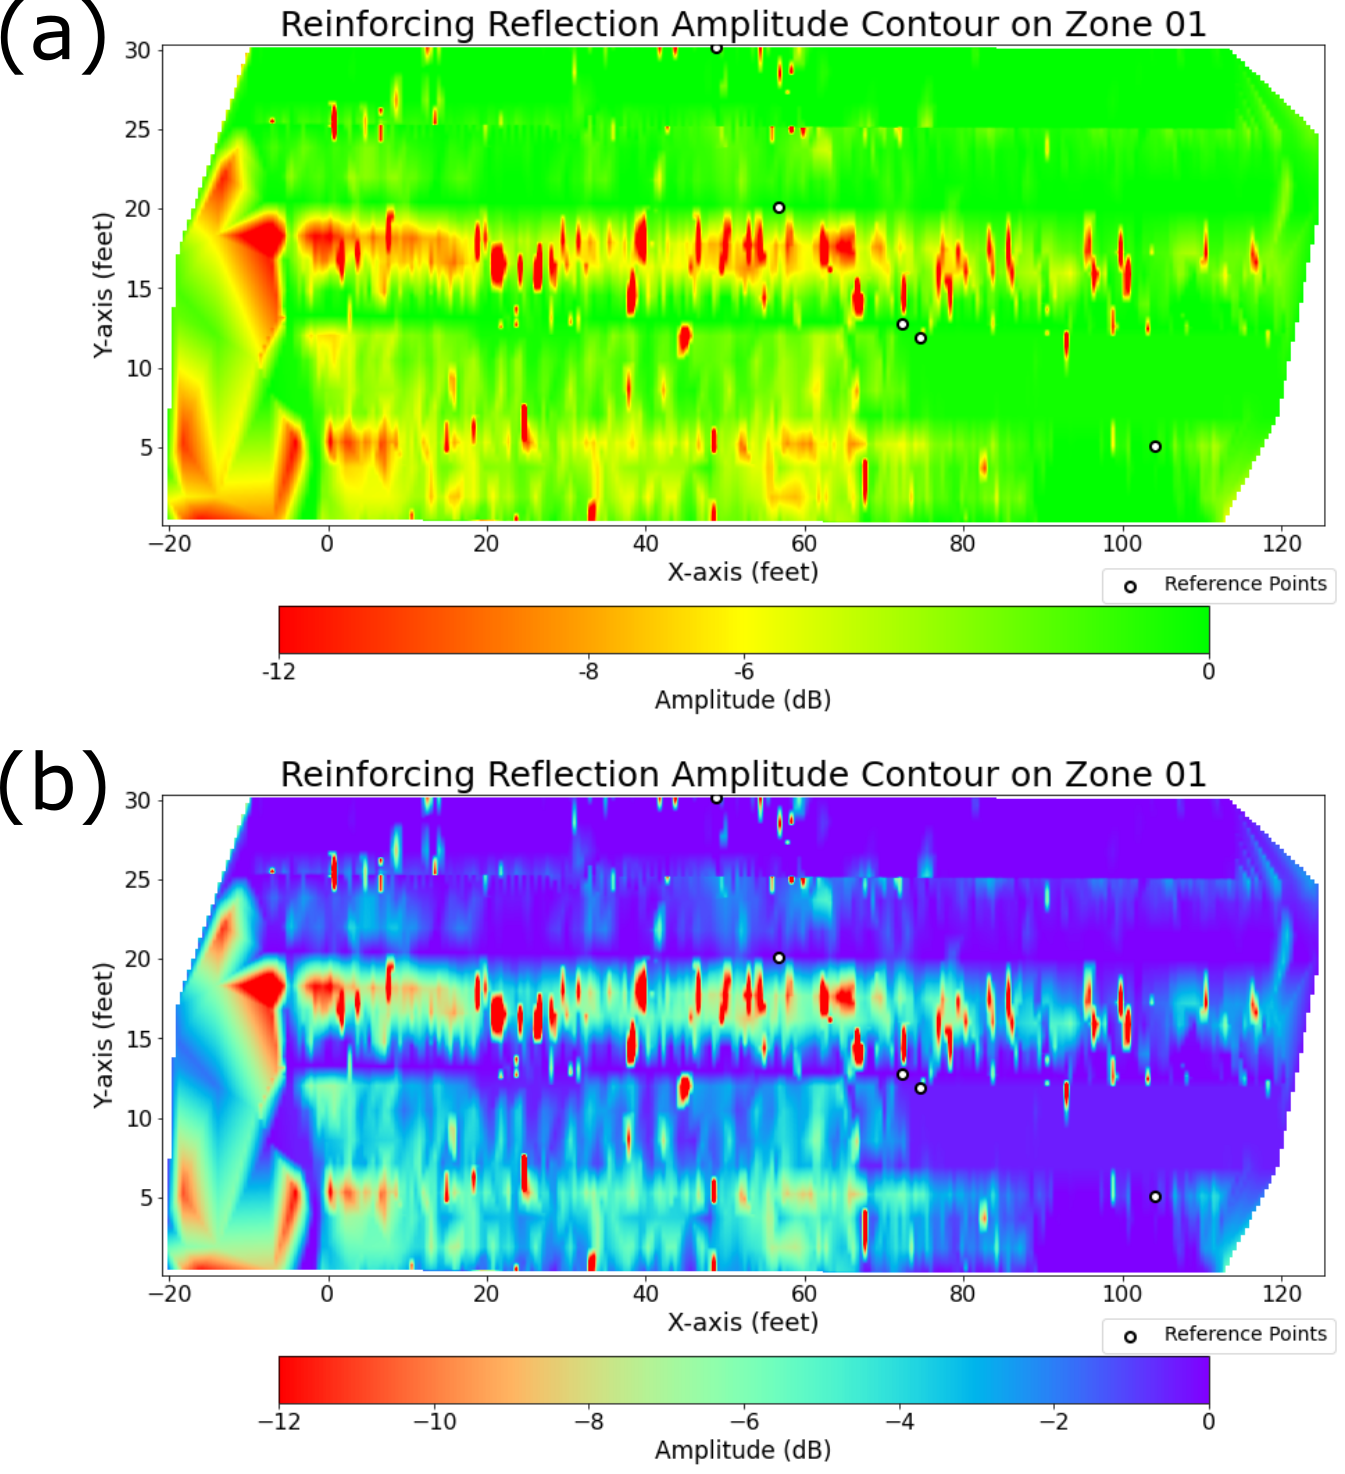 (a)
Reinforcing Reflection Amplitude Contour on Zone 01
30
25
20
15
10
5
Y-axis (feet)
−20 0 20 40 60 80 100 120
X-axis (feet)
Reference Points
-12 -8 -6 0
Amplitude (dB)
(b)
Reinforcing Reflection Amplitude Contour on Zone 01
30
25
20
15
10
5
Y-axis (feet)
−20 0 20 40 60 80 100 120
X-axis (feet)
Reference Points
−12 −10 −8 −6 −4 −2 0
Amplitude (dB)